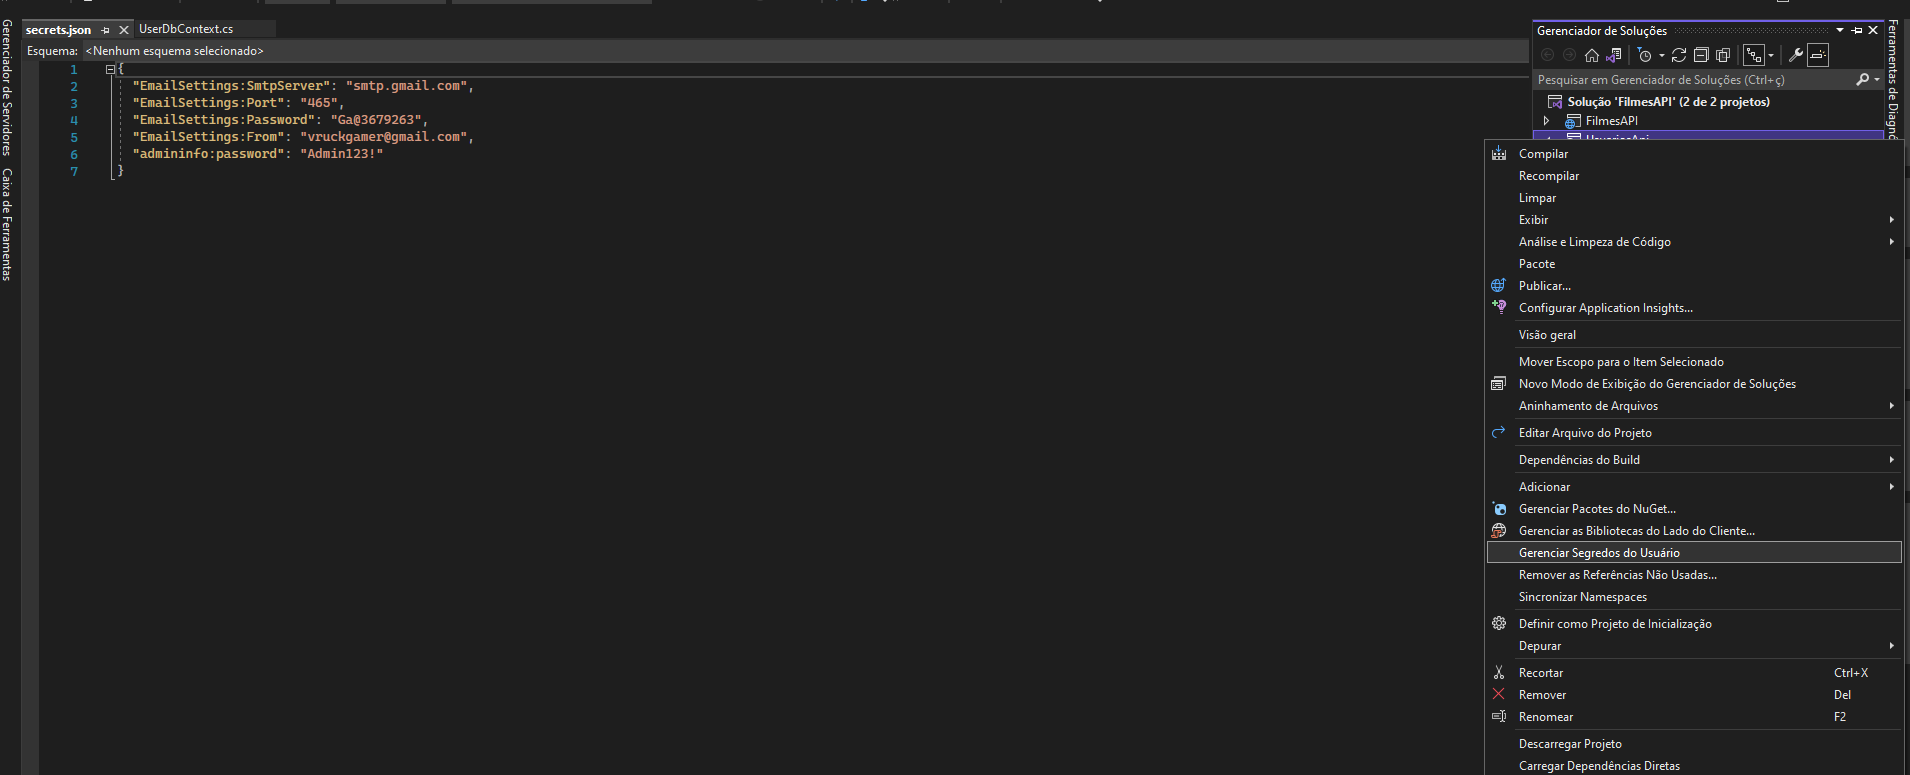 Gerenciador de Servidores
Caixa de Ferramentas
secrets.json
UserDbContext.cs
Esquema: <Nenhum esquema selecionado>
1 {
2 "EmailSettings:SmtpServer": "smtp.gmail.com",
3 "EmailSettings:Port": "465",
4 "EmailSettings:Password": "Ga@3679263",
5 "EmailSettings:From": "vruckgamer@gmail.com",
6 "admininfo:password": "Admin123!"
7 }
Gerenciador de Soluções
Pesquisar em Gerenciador de Soluções (Ctrl+ç)
Solução 'FilmesAPI' (2 de 2 projetos)
FilmesAPI
Ferramentas de
Compilar
Recompilar
Limpar
Exibir
Análise e Limpeza de Código
Pacote
Publicar...
Configurar Application Insights...
Visão geral
Mover Escopo para o Item Selecionado
Novo Modo de Exibição do Gerenciador de Soluções
Aninhamento de Arquivos
Editar Arquivo do Projeto
Dependências do Build
Adicionar
Gerenciar Pacotes do NuGet...
Gerenciar as Bibliotecas do Lado do Cliente...
Gerenciar Segredos do Usuário
Remover as Referências Não Usadas...
Sincronizar Namespaces
Definir como Projeto de Inicialização
Depurar
Recortar Ctrl+X
Remover Del
Renomear F2
Descarregar Projeto
Carregar Dependências Diretas